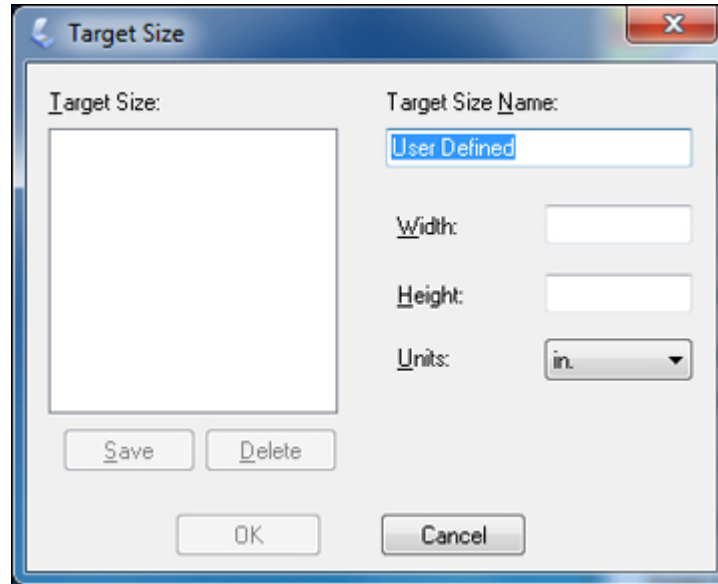 Target Size
Target Size:
Target Size Name:
User Defined
Width:
Height:
Units:
in.
Save
Delete
OK
Cancel